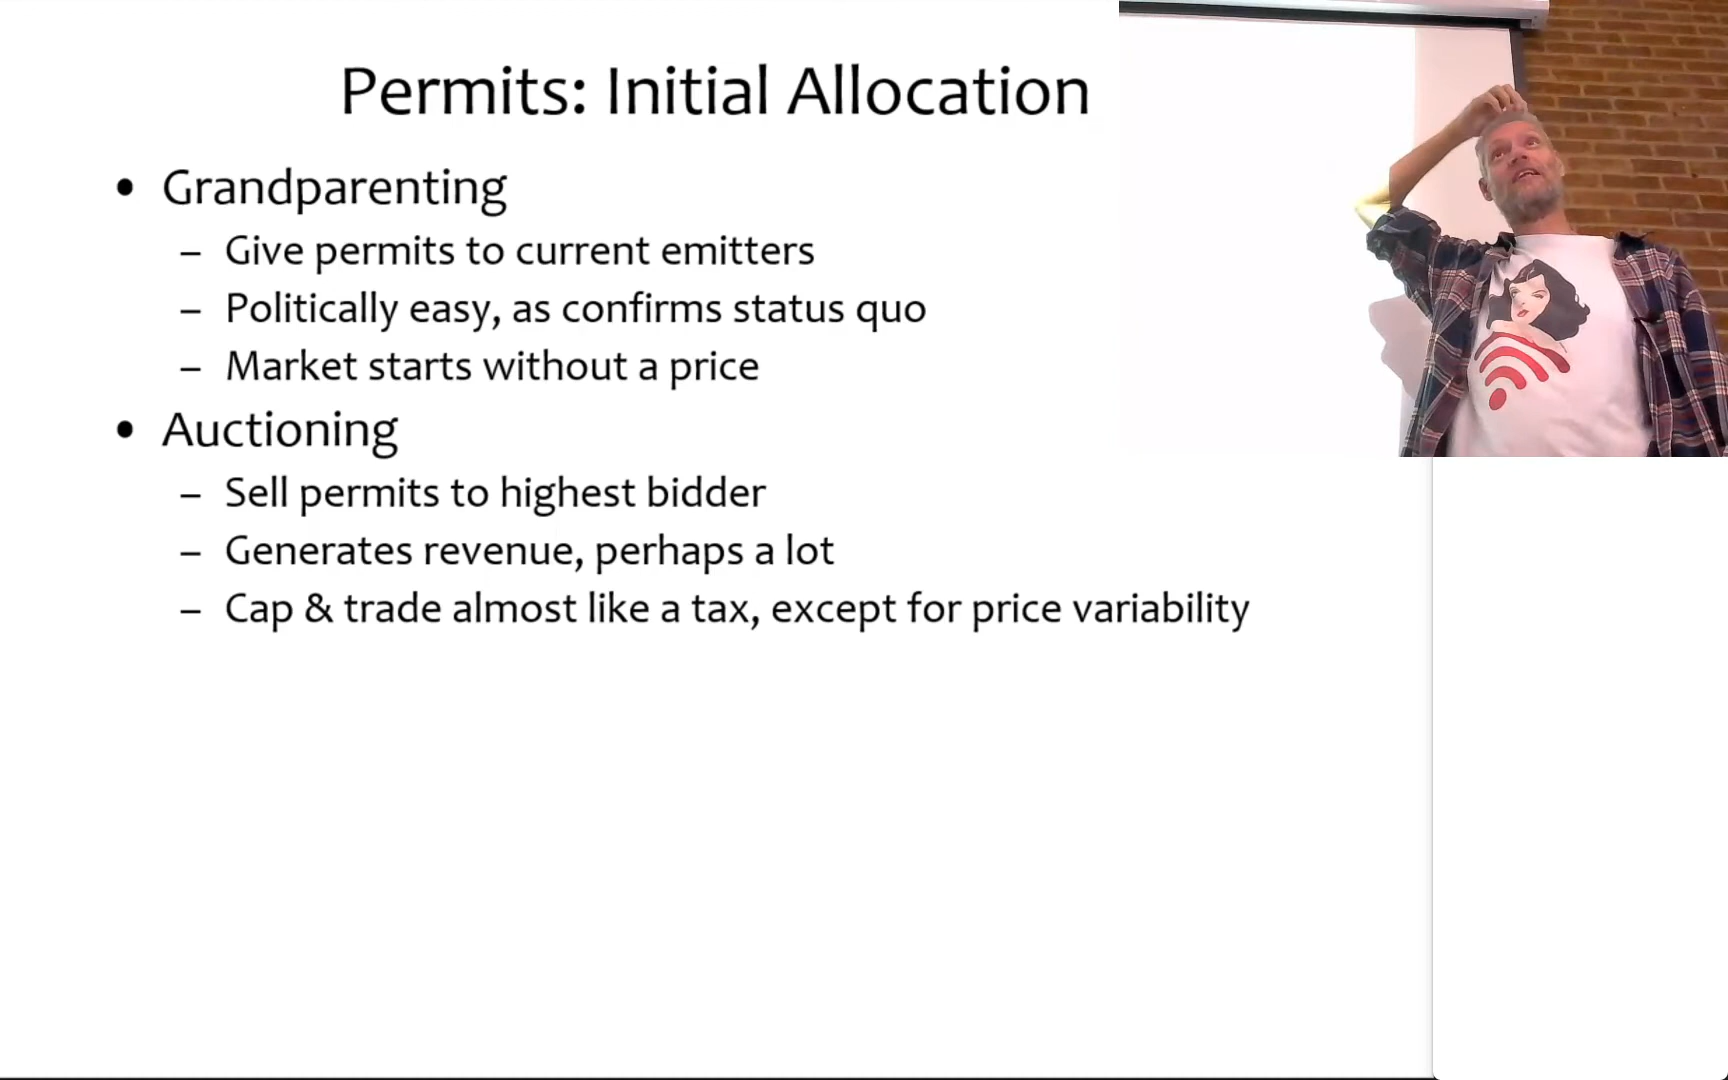 Permits: Initial Allocation
• Grandparenting
– Give permits to current emitters
– Politically easy, as confirms status quo
– Market starts without a price
• Auctioning
– Sell permits to highest bidder
– Generates revenue, perhaps a lot
– Cap & trade almost like a tax, except for price variability